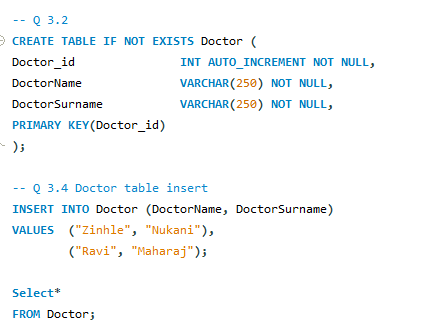 -- Q 3.2
CREATE TABLE IF NOT EXISTS Doctor (
Doctor_id INT AUTO_INCREMENT NOT NULL,
DoctorName VARCHAR(250) NOT NULL,
DoctorSurname VARCHAR(250) NOT NULL,
PRIMARY KEY(Doctor_id)
);
-- Q 3.4 Doctor table insert
INSERT INTO Doctor (DoctorName, DoctorSurname)
VALUES ("Zinhle", "Nukani"),
("Ravi", "Maharaj");
Select*
FROM Doctor;